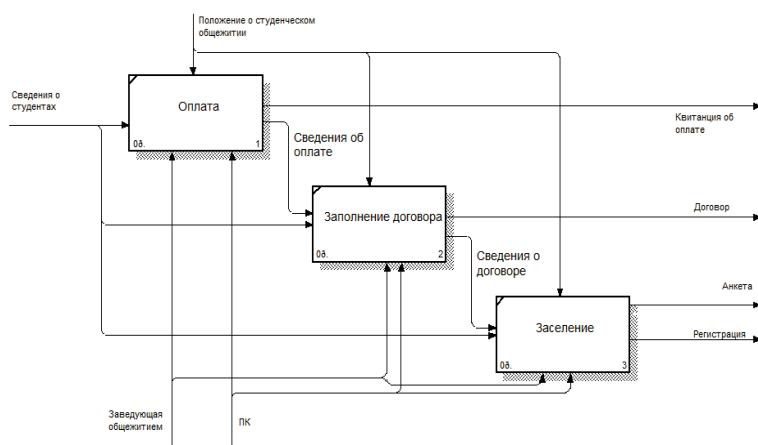 Положение о студенческом
общежитии
Сведения о
студентах
Оплата
0р.
1
Квитанция об
оплате
Сведения об
оплате
Заполнение договора
0р.
2
Договор
Сведения о
договоре
Анкета
Заселение
Регистрация
0р.
3
Заведующая
общежитием
ПК